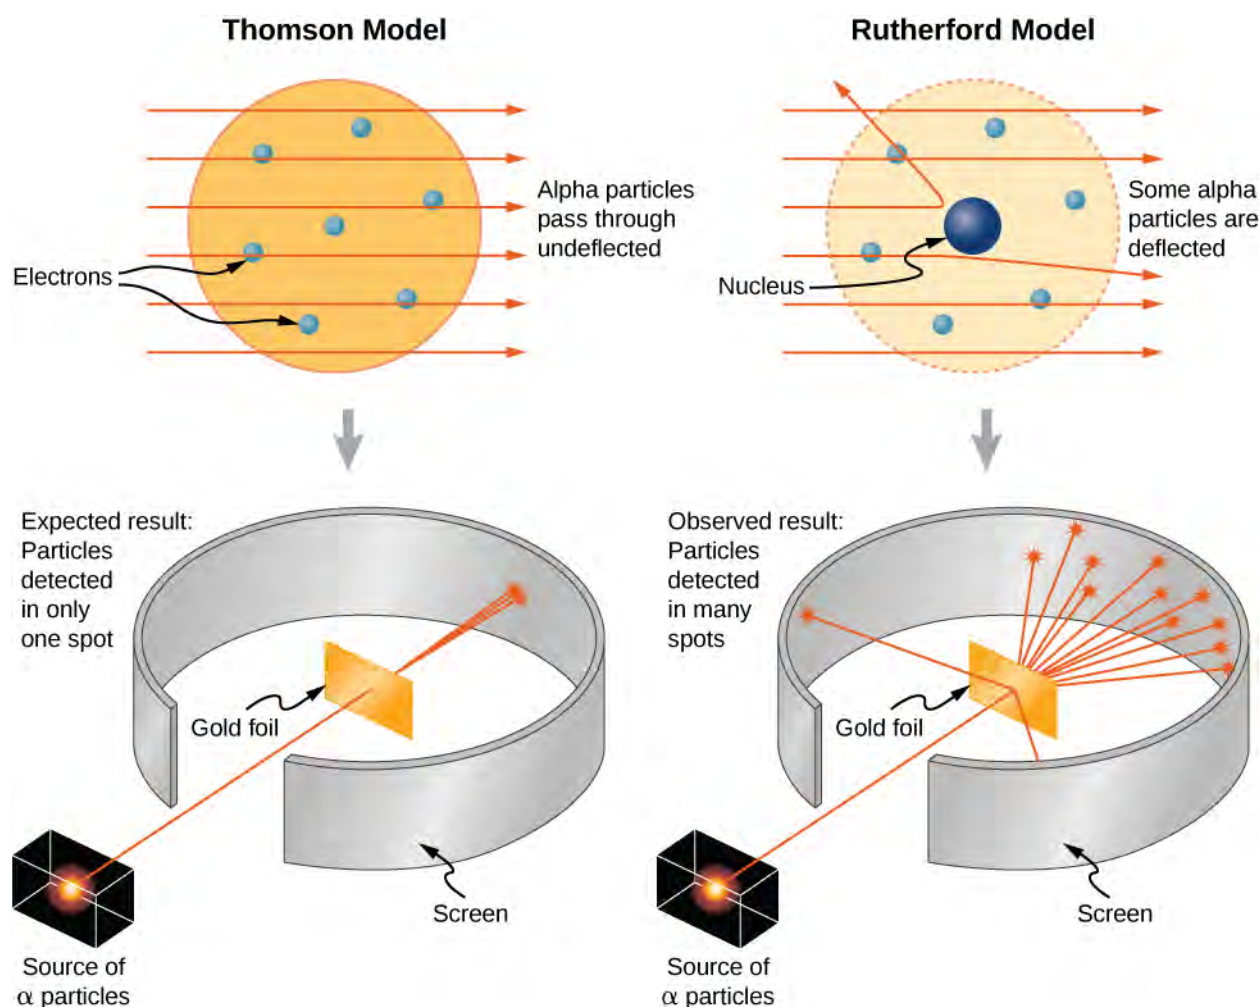 Thomson Model
Alpha particles
pass through
undeflected
Electrons
Expected result:
Particles
detected
in only
one spot
Gold foil
Screen
Source of
α particles
Rutherford Model
Some alpha
particles are
deflected
Nucleus
Observed result:
Particles
detected
in many
spots
Gold foil
Screen
Source of
α particles